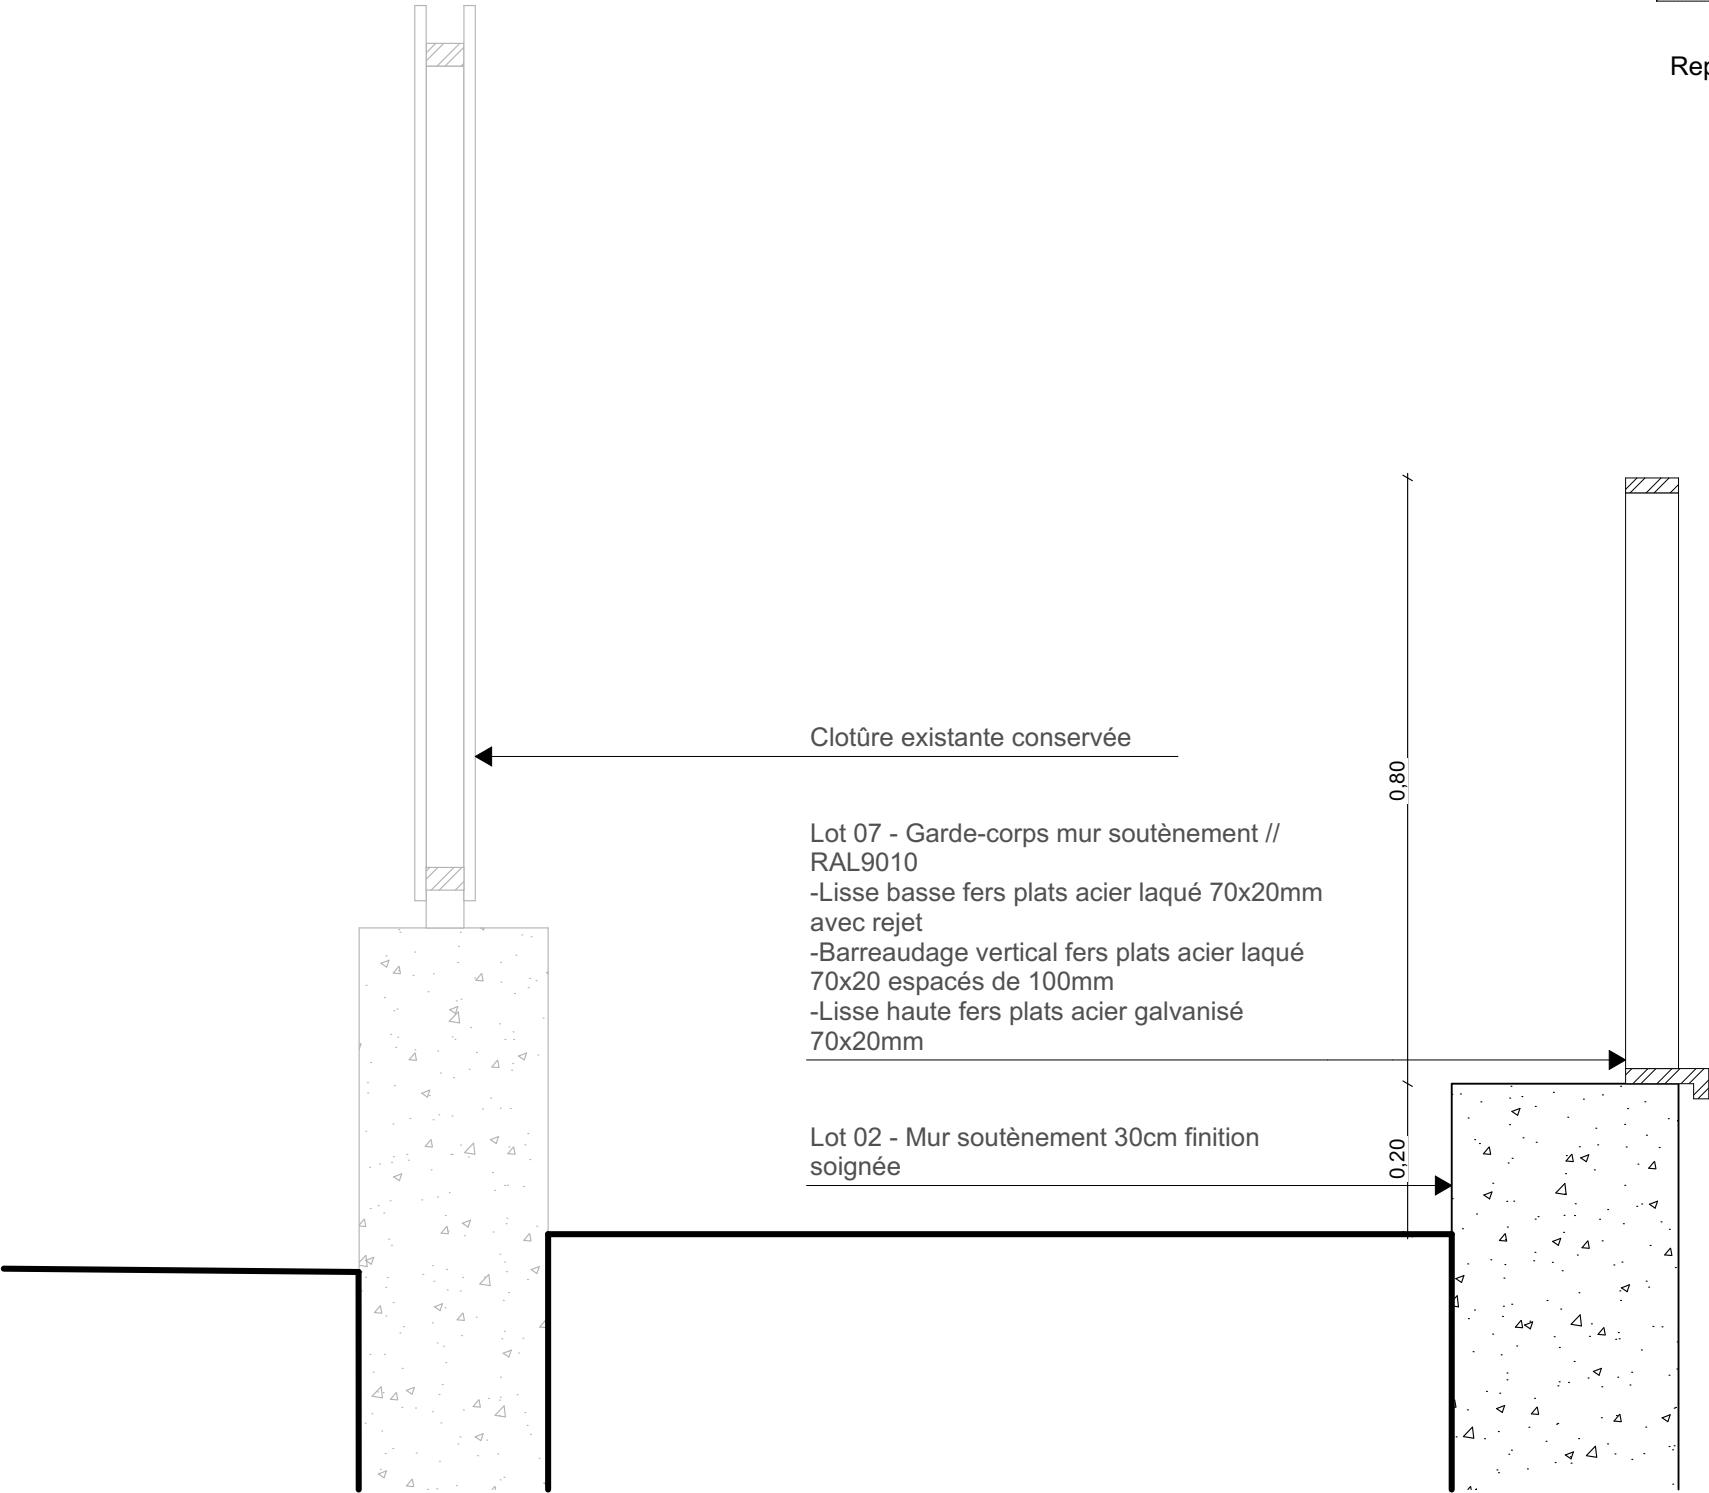 Rep
Clotûre existante conservée
0,80
Lot 07 - Garde-corps mur soutènement //
RAL9010
-Lisse basse fers plats acier laqué 70x20mm
avec rejet
-Barreaudage vertical fers plats acier laqué
70x20 espacés de 100mm
-Lisse haute fers plats acier galvanisé
70x20mm
Lot 02 - Mur soutènement 30cm finition
soignée
0,20